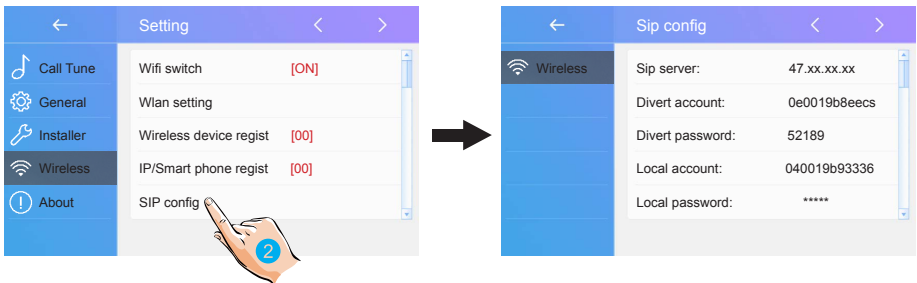 Setting
Call Tune
Wifi switch [ON]
General
Wlan setting
Installer
Wireless device regist [00]
Wireless
IP/Smart phone regist [00]
About
SIP config
2
Sip config
Wireless
Sip server: 47.xx.xx.xx
Divert account: 0e0019b8eecs
Divert password: 52189
Local account: 040019b93336
Local password: *****